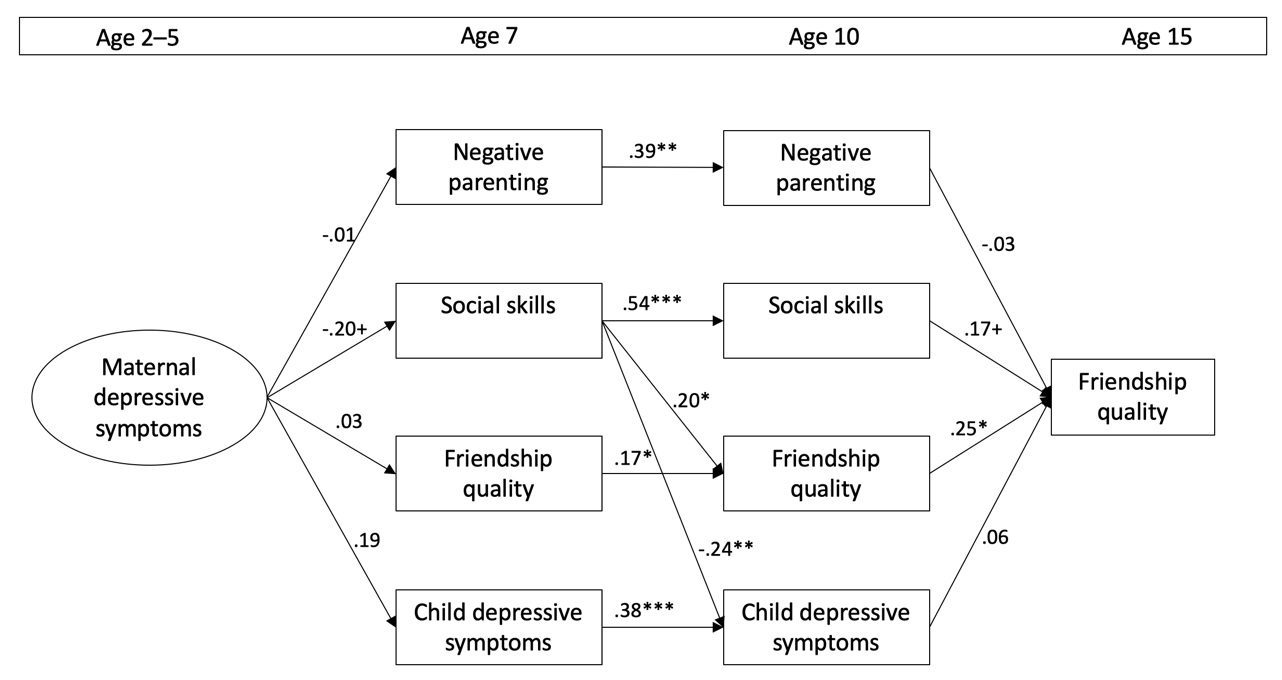 Age 2–5 Age 7 Age 10 Age 15
Negative
parenting
.39**
Negative
parenting
-.01
-.03
Social skills
.54***
Social skills
-.20+
.17+
Maternal
depressive
symptoms
Friendship
quality
.03
.20*
.25*
Friendship
quality
.17*
Friendship
quality
.19
-.24**
.06
Child depressive
symptoms
.38***
Child depressive
symptoms